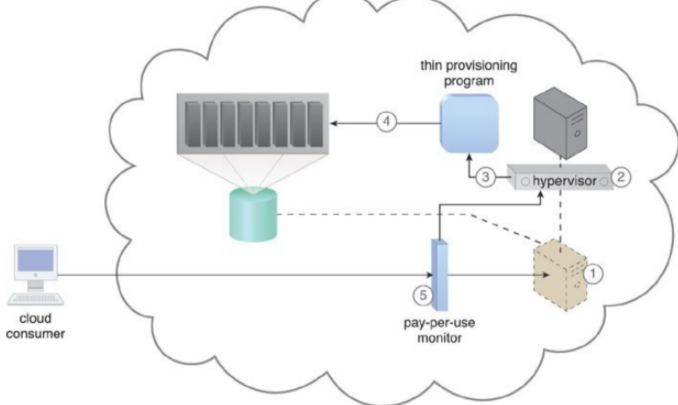 thin provisioning
program
4
3
hypervisor
2
1
5
cloud
consumer
pay-per-use
monitor